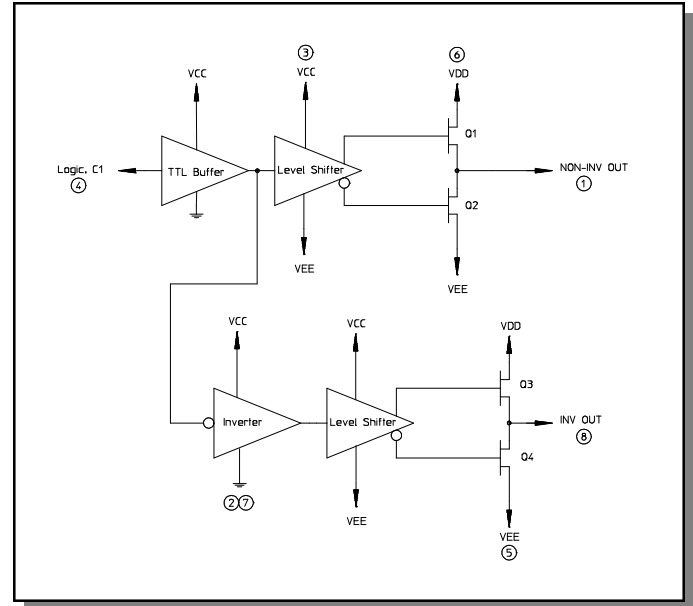 ③
⑥
VCC
VCC
VDD
Q1
Logic, C1
④
TTL Buffer
Level Shifter
NON-INV OUT
①
Q2
VEE
VEE
VCC
VCC
VDD
Q3
Inverter
Level Shifter
INV OUT
⑧
Q4
②⑦
VEE
VEE
⑤